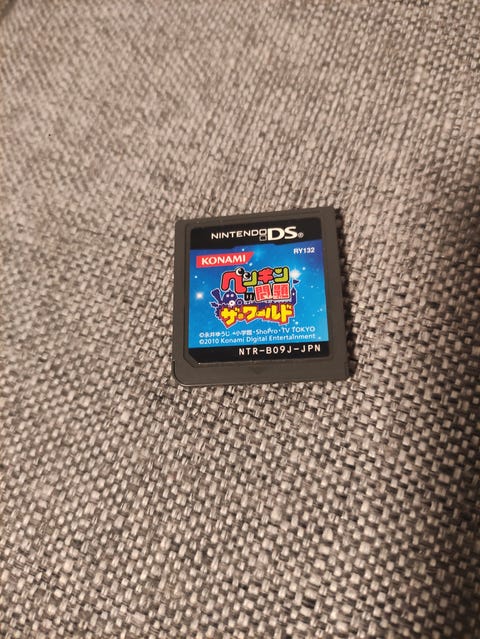 NINTENDO DS®
RY132
KONAMI
ペンギン
の問題
ザ・ワールド
©永井ゆうじ・小学館・ShoPro・TV TOKYO
©2010 Konami Digital Entertainment
NTR-B09J-JPN